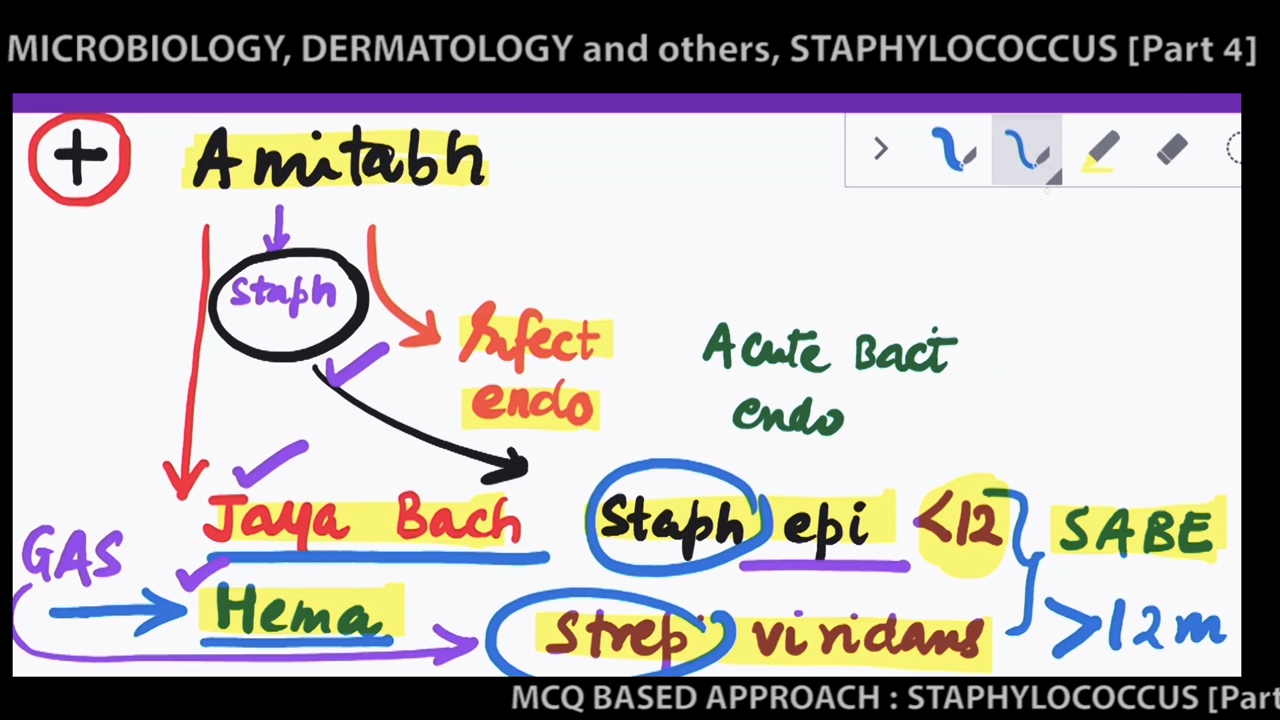 MICROBIOLOGY, DERMATOLOGY and others, STAPHYLOCOCCUS [Part 4]
+ Amitabh
Staph
Infect
endo
Acute Bact
endo
Jaya Bach
Staph epi <12
SABE
GAS
Hema
Strep viridans
>12m
MCQ BASED APPROACH : STAPHYLOCOCCUS [Part